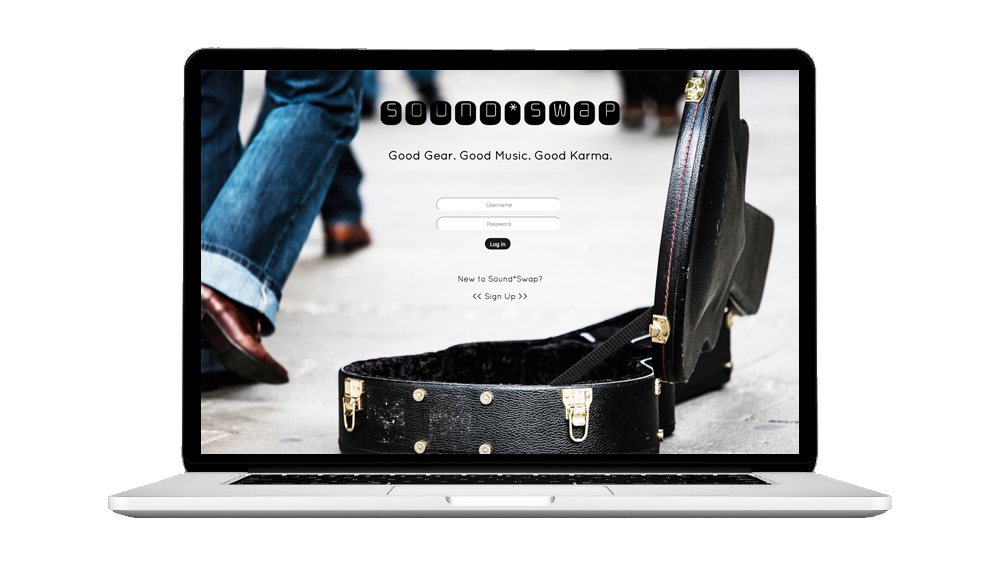 SOUND*SWAP
Good Gear. Good Music. Good Karma.
Username
Password
Log In
New to Sound*Swap?
<< Sign Up >>